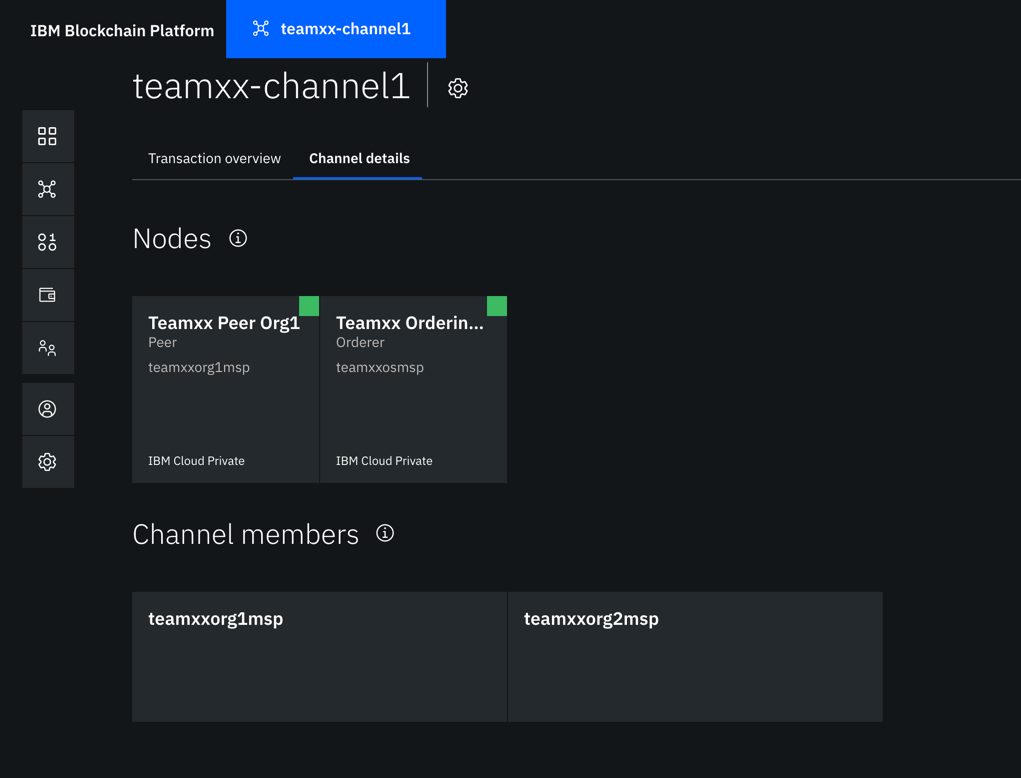 IBM Blockchain Platform
teamxx-channel1
teamxx-channel1
Transaction overview
Channel details
Nodes
Teamxx Peer Org1
Peer
teamxxorg1msp
IBM Cloud Private
Teamxx Orderin...
Orderer
teamxxosmsp
IBM Cloud Private
Channel members
teamxxorg1msp
teamxxorg2msp